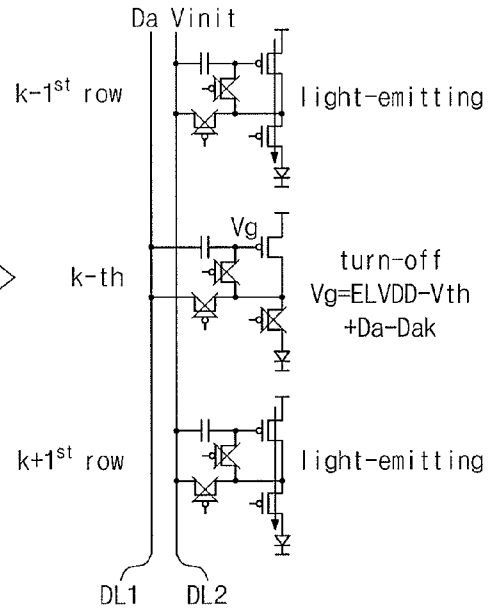 Da Vinit
k-1st row
light-emitting
Vg
k-th
turn-off
Vg=ELVDD-Vth
+Da-Dak
k+1st row
light-emitting
DL1
DL2